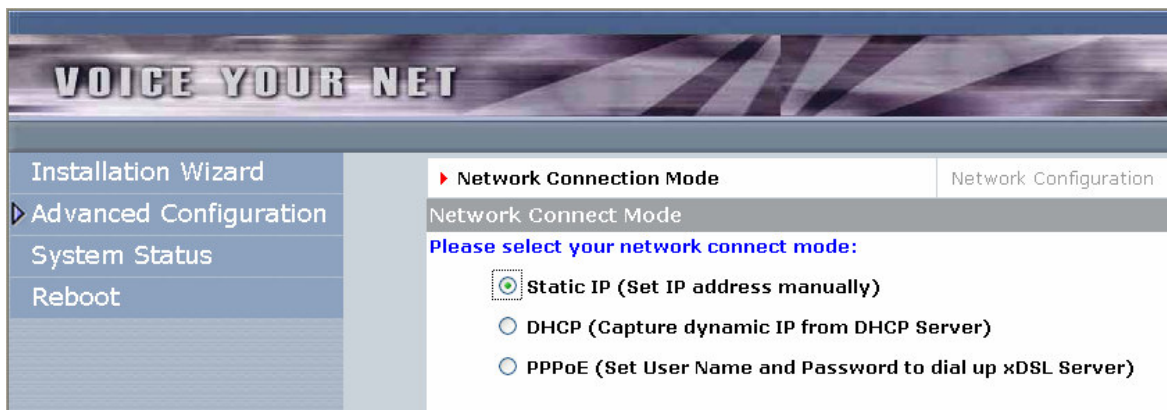 VOICE YOUR NET
Installation Wizard
Advanced Configuration
System Status
Reboot
Network Connection Mode
Network Configuration
Network Connect Mode
Please select your network connect mode:
Static IP (Set IP address manually)
DHCP (Capture dynamic IP from DHCP Server)
PPPoE (Set User Name and Password to dial up xDSL Server)